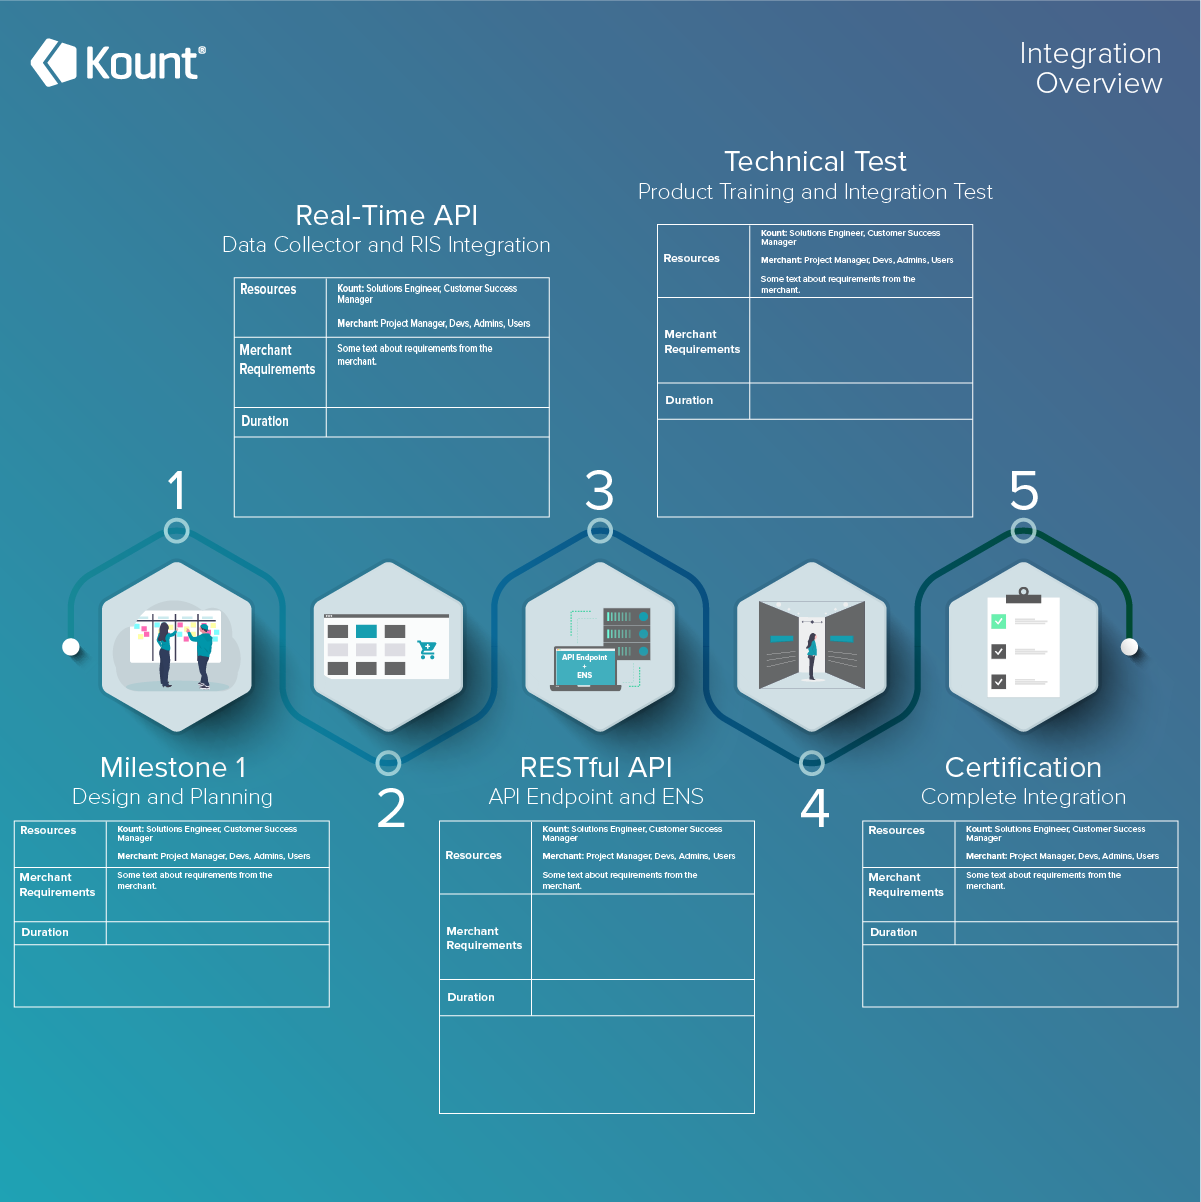 Kount®
Integration
Overview
Technical Test
Product Training and Integration Test
Resources
Kount: Solutions Engineer, Customer Success
Manager
Merchant: Project Manager, Devs, Admins, Users
Some text about requirements from the
merchant.
Merchant
Requirements
Duration
Real-Time API
Data Collector and RIS Integration
Resources
Kount: Solutions Engineer, Customer Success
Manager
Merchant: Project Manager, Devs, Admins, Users
Merchant
Requirements
Some text about requirements from the
merchant.
Duration
1
3
5
API Endpoint
+
ENS
Milestone 1
Design and Planning
2
RESTful API
API Endpoint and ENS
4
Certification
Complete Integration
Resources
Kount: Solutions Engineer, Customer Success
Manager
Merchant: Project Manager, Devs, Admins, Users
Merchant
Requirements
Some text about requirements from the
merchant.
Duration
Resources
Kount: Solutions Engineer, Customer Success
Manager
Merchant: Project Manager, Devs, Admins, Users
Some text about requirements from the
merchant.
Merchant
Requirements
Duration
Resources
Kount: Solutions Engineer, Customer Success
Manager
Merchant: Project Manager, Devs, Admins, Users
Merchant
Requirements
Some text about requirements from the
merchant.
Duration